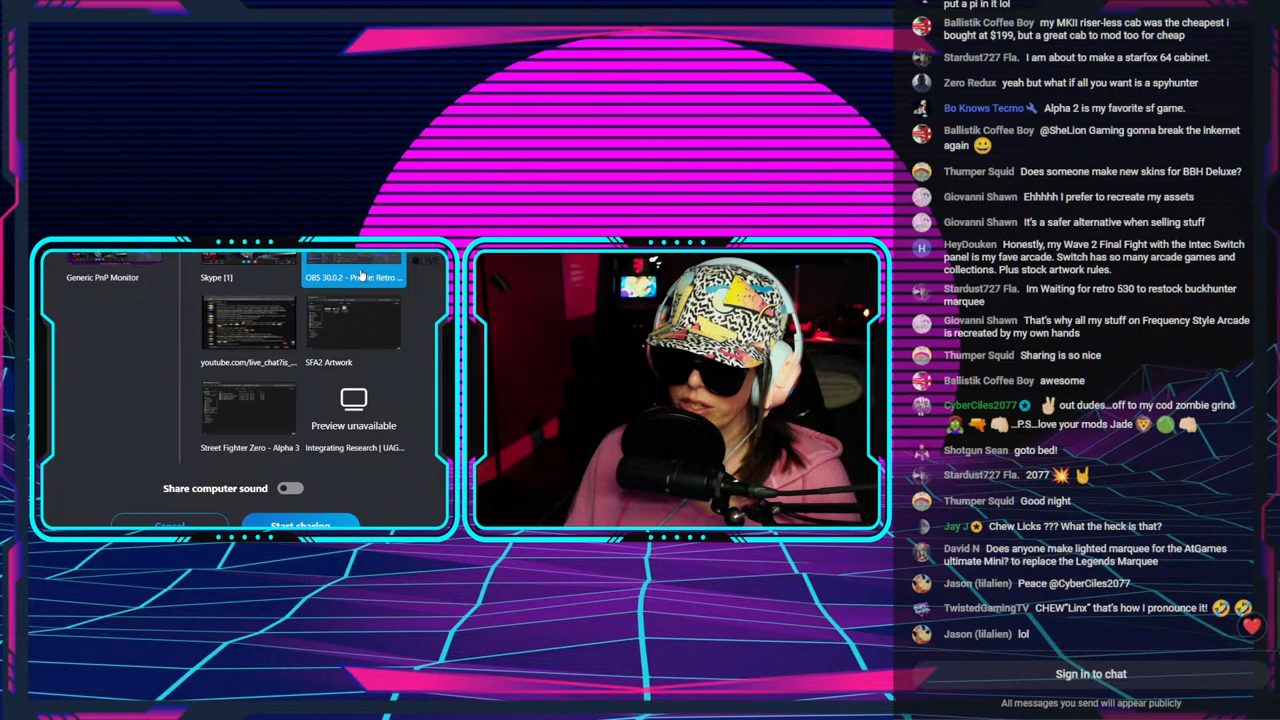 Generic PnP Monitor
Skype [1]
OBS 30.0.2 - Profile: Retro ...
LIVE
youtube.com/live_chat?is_...
SFA2 Artwork
Preview unavailable
Street Fighter Zero - Alpha 3
Integrating Research | UAG...
Share computer sound
Cancel
Start sharing
put a pi in it lol
Ballistik Coffee Boy my MKII riser-less cab was the cheapest i
bought at $199, but a great cab to mod too for cheap
Stardust727 Fla. I am about to make a starfox 64 cabinet.
Zero Redux yeah but what if all you want is a spyhunter
Bo Knows Tecmo Alpha 2 is my favorite sf game.
Ballistik Coffee Boy @SheLion Gaming gonna break the inkernet
again 😀
Thumper Squid Does someone make new skins for BBH Deluxe?
Giovanni Shawn Ehhhhh I prefer to recreate my assets
Giovanni Shawn It's a safer alternative when selling stuff
H
HeyDouken Honestly, my Wave 2 Final Fight with the Intec Switch
panel is my fave arcade. Switch has so many arcade games and
collections. Plus stock artwork rules.
Stardust727 Fla. Im Waiting for retro 530 to restock buckhunter
marquee
Giovanni Shawn That's why all my stuff on Frequency Style Arcade
is recreated by my own hands
Thumper Squid Sharing is so nice
Ballistik Coffee Boy awesome
CyberCiles2077 ✌🏻 out dudes...off to my cod zombie grind
🧟‍♀️🔫👊🏻...P.S...love your mods Jade 🦁🟢👊🏻
Shotgun Sean goto bed!
Stardust727 Fla. 2077 💥 🤘
Thumper Squid Good night
Jay J Chew Licks ??? What the heck is that?
David N Does anyone make lighted marquee for the AtGames
ultimate Mini? to replace the Legends Marquee
Jason (lilalien) Peace @CyberCiles2077
TwistedGamingTV CHEW"Linx" that's how I pronounce it! 🤣 🤣
Jason (lilalien) lol
Sign in to chat
All messages you send will appear publicly